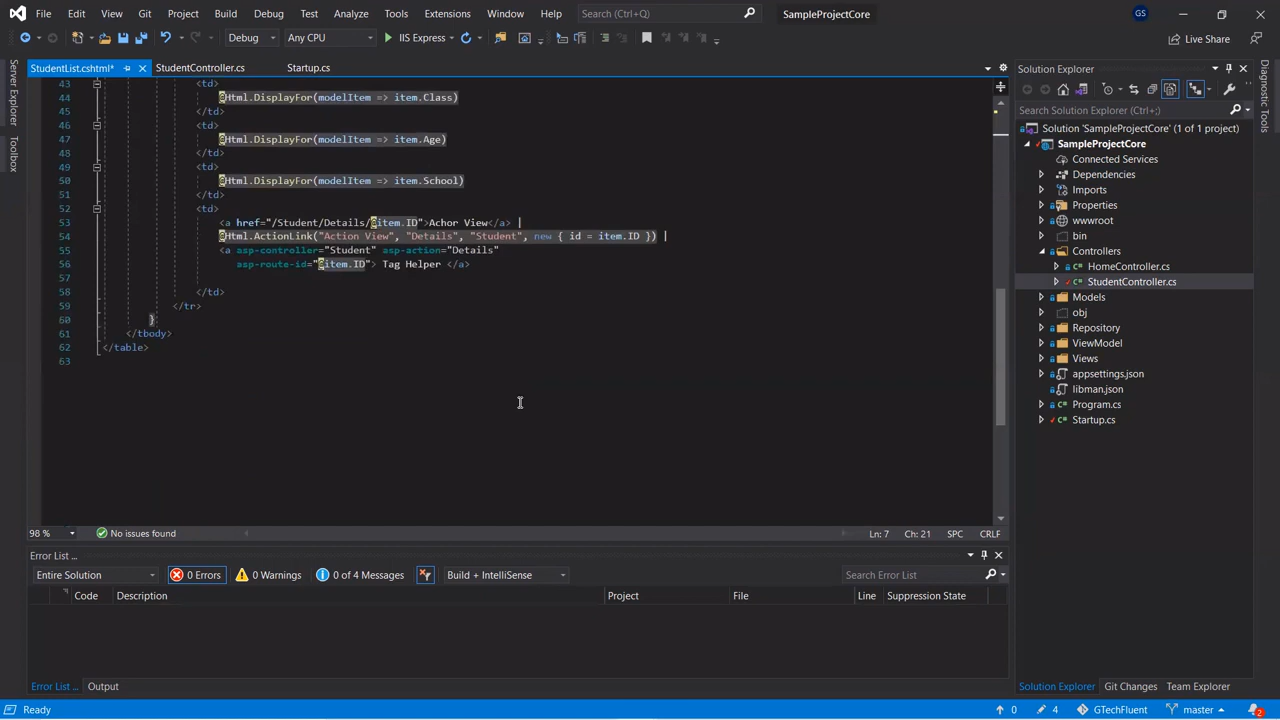 File Edit View Git Project Build Debug Test Analyze Tools Extensions Window Help Search (Ctrl+Q) SampleProjectCore GS
Debug Any CPU IIS Express Live Share
StudentList.cshtml* StudentController.cs Startup.cs
Server Explorer
Toolbox
43 <td>
44 @Html.DisplayFor(modelItem => item.Class)
45 </td>
46 <td>
47 @Html.DisplayFor(modelItem => item.Age)
48 </td>
49 <td>
50 @Html.DisplayFor(modelItem => item.School)
51 </td>
52 <td>
53 <a href="/Student/Details/@item.ID">Achor View</a> |
54 @Html.ActionLink("Action View", "Details", "Student", new { id = item.ID }) |
55 <a asp-controller="Student" asp-action="Details"
56 asp-route-id="@item.ID"> Tag Helper </a>
57
58 </td>
59 </tr>
60 }
61 </tbody>
62 </table>
63
98 % No issues found Ln: 7 Ch: 21 SPC CRLF
Error List ...
Entire Solution 0 Errors 0 Warnings 0 of 4 Messages Build + IntelliSense Search Error List
Code Description Project File Line Suppression State
Error List ... Output
Solution Explorer
Search Solution Explorer (Ctrl+;)
Solution 'SampleProjectCore' (1 of 1 project)
SampleProjectCore
Connected Services
Dependencies
Imports
Properties
wwwroot
bin
Controllers
C# HomeController.cs
C# StudentController.cs
Models
obj
Repository
ViewModel
Views
appsettings.json
libman.json
C# Program.cs
C# Startup.cs
Solution Explorer Git Changes Team Explorer
Diagnostic Tools
Ready 0 4 GTechFluent master 2